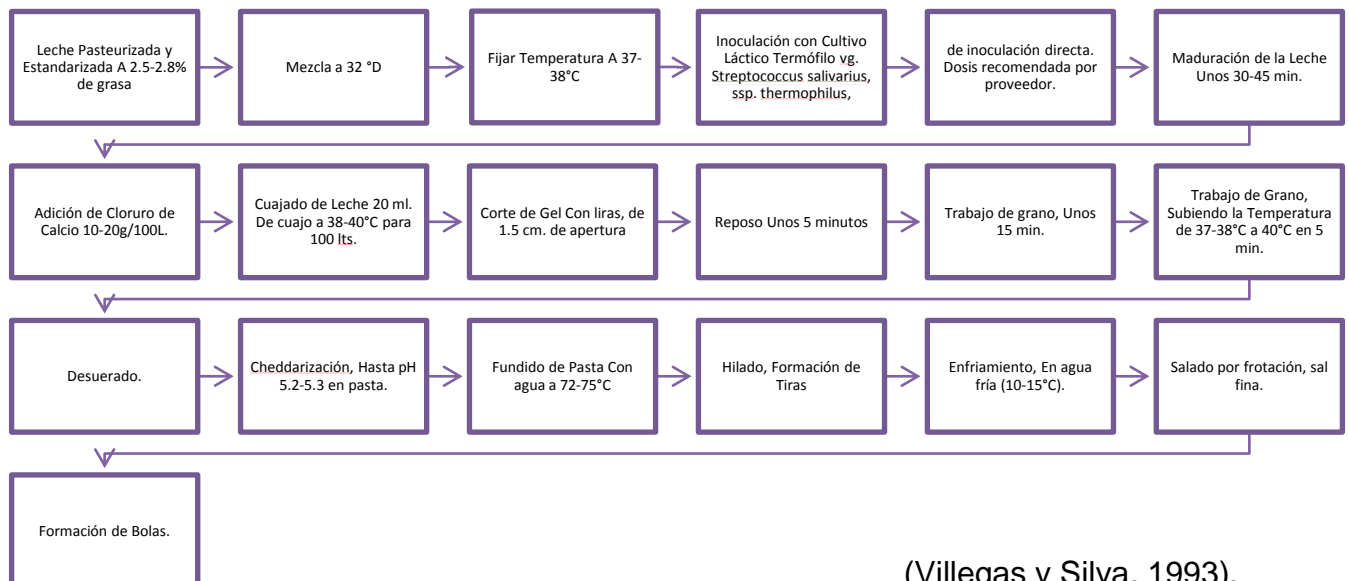 Leche Pasteurizada y
Estandarizada A 2.5-2.8%
de grasa
Mezcla a 32 °D
Fijar Temperatura A 37-
38°C
Inoculación con Cultivo
Láctico Termófilo vg.
Streptococcus salivarius,
ssp. thermophilus,
de inoculación directa.
Dosis recomendada por
proveedor.
Maduración de la Leche
Unos 30-45 min.
Adición de Cloruro de
Calcio 10-20g/100L.
Cuajado de Leche 20 ml.
De cuajo a 38-40°C para
100 lts.
Corte de Gel Con liras, de
1.5 cm. de apertura
Reposo Unos 5 minutos
Trabajo de grano, Unos
15 min.
Trabajo de Grano,
Subiendo la Temperatura
de 37-38°C a 40°C en 5
min.
Desuerado.
Cheddarización, Hasta pH
5.2-5.3 en pasta.
Fundido de Pasta Con
agua a 72-75°C
Hilado, Formación de
Tiras
Enfriamiento, En agua
fría (10-15°C).
Salado por frotación, sal
fina.
Formación de Bolas.
(Villegas y Silva, 1993).